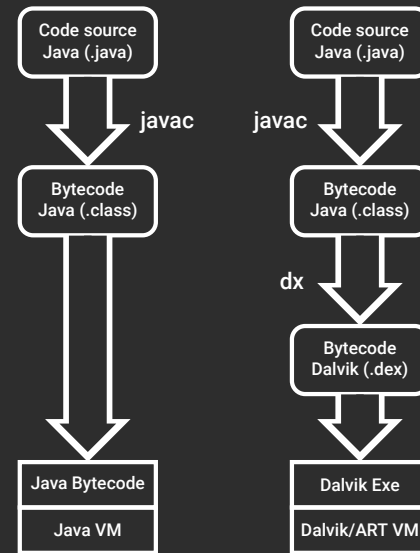 Code source
Java (.java)
javac
Bytecode
Java (.class)
Java Bytecode
Java VM
Code source
Java (.java)
javac
Bytecode
Java (.class)
dx
Bytecode
Dalvik (.dex)
Dalvik Exe
Dalvik/ART VM